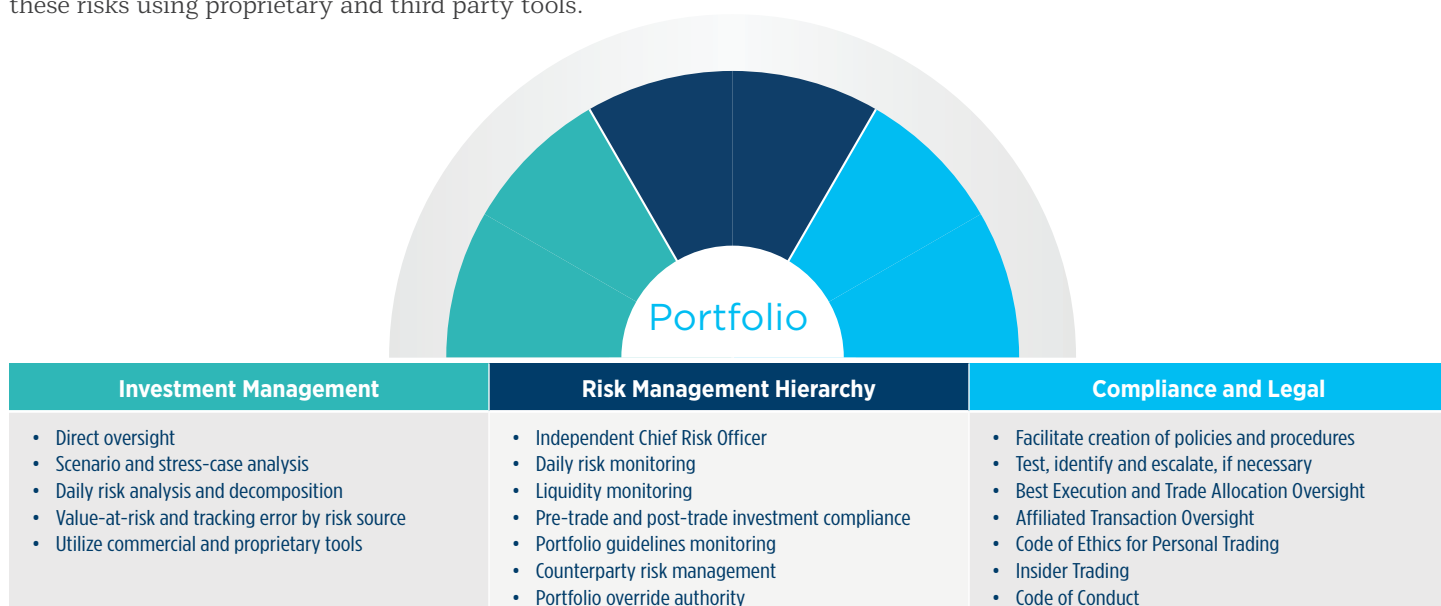 these risks using proprietary and third party tools.
Portfolio
Investment Management
• Direct oversight
• Scenario and stress-case analysis
• Daily risk analysis and decomposition
• Value-at-risk and tracking error by risk source
• Utilize commercial and proprietary tools
Risk Management Hierarchy
• Independent Chief Risk Officer
• Daily risk monitoring
• Liquidity monitoring
• Pre-trade and post-trade investment compliance
• Portfolio guidelines monitoring
• Counterparty risk management
• Portfolio override authority
Compliance and Legal
• Facilitate creation of policies and procedures
• Test, identify and escalate, if necessary
• Best Execution and Trade Allocation Oversight
• Affiliated Transaction Oversight
• Code of Ethics for Personal Trading
• Insider Trading
• Code of Conduct